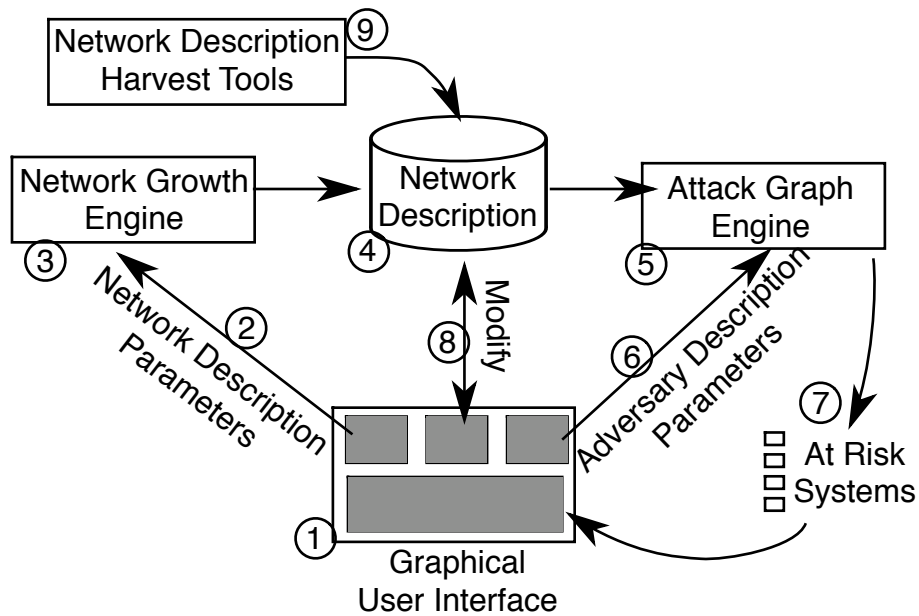 Network Description
Harvest Tools
9
Network Growth
Engine
3
Network
Description
4
Attack Graph
Engine
5
2
Network Description
Parameters
8
Modify
6
Adversary Description
Parameters
7
At Risk
Systems
1
Graphical
User Interface